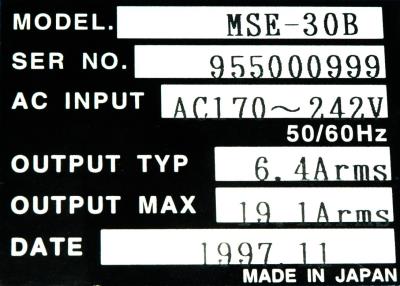 MODEL. MSE-30B
SER NO. 955000999
AC INPUT AC170～242V
50/60Hz
OUTPUT TYP 6.4Arms
OUTPUT MAX 19.1Arms
DATE 1997.11
MADE IN JAPAN